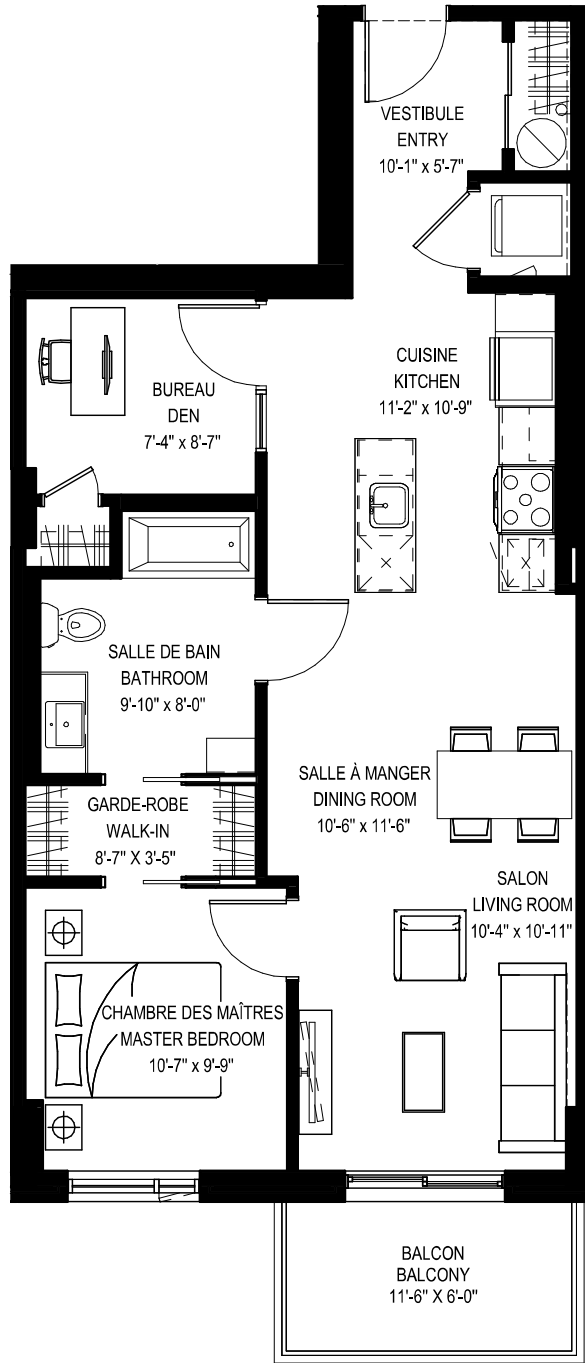 VESTIBULE
ENTRY
10'-1" x 5'-7"
CUISINE
KITCHEN
11'-2" x 10'-9"
BUREAU
DEN
7'-4" x 8'-7"
SALLE DE BAIN
BATHROOM
9'-10" x 8'-0"
SALLE À MANGER
DINING ROOM
10'-6" x 11'-6"
GARDE-ROBE
WALK-IN
8'-7" X 3'-5"
SALON
LIVING ROOM
10'-4" x 10'-11"
CHAMBRE DES MAÎTRES
MASTER BEDROOM
10'-7" x 9'-9"
BALCON
BALCONY
11'-6" X 6'-0"